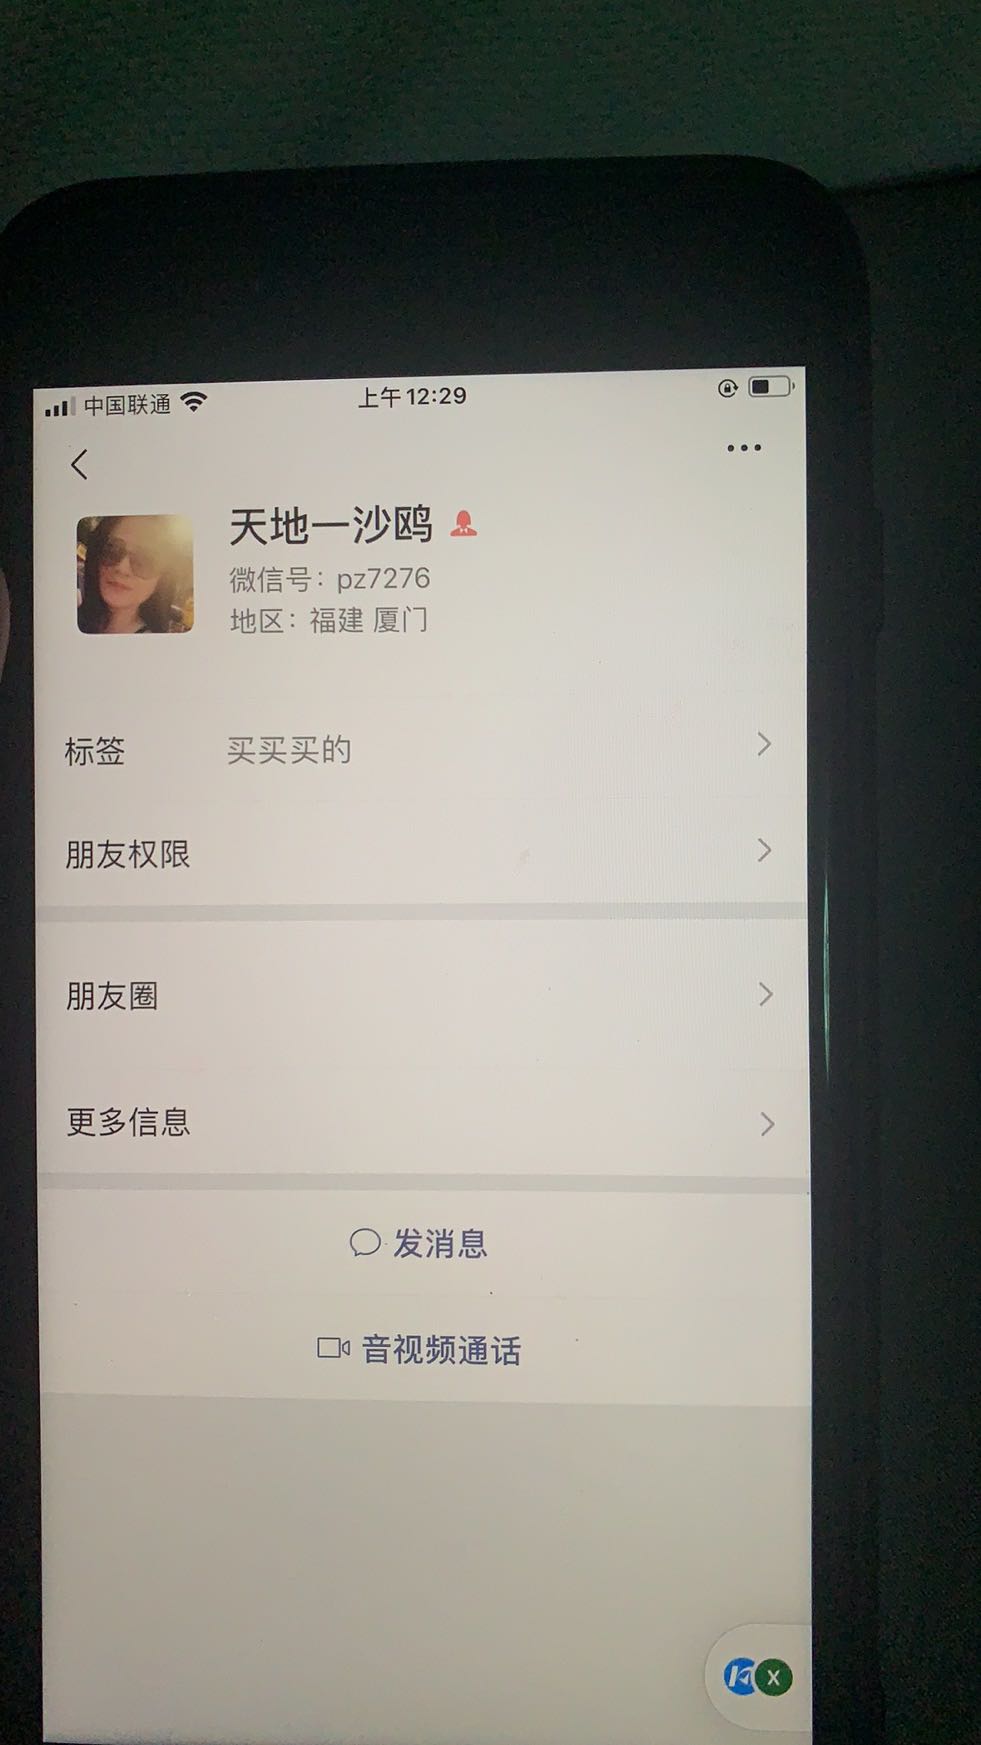 中国联通
上午12:29
天地一沙鸥
微信号：pz7276
地区：福建 厦门
标签 买买买的
朋友权限
朋友圈
更多信息
发消息
音视频通话
X